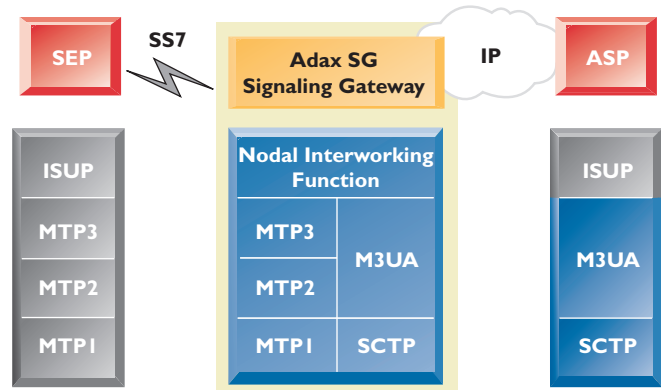 SEP
SS7
Adax SG
Signaling Gateway
IP
ASP
ISUP
MTP3
MTP2
MTP1
Nodal Interworking
Function
MTP3
MTP2
MTP1
M3UA
SCTP
ISUP
M3UA
SCTP